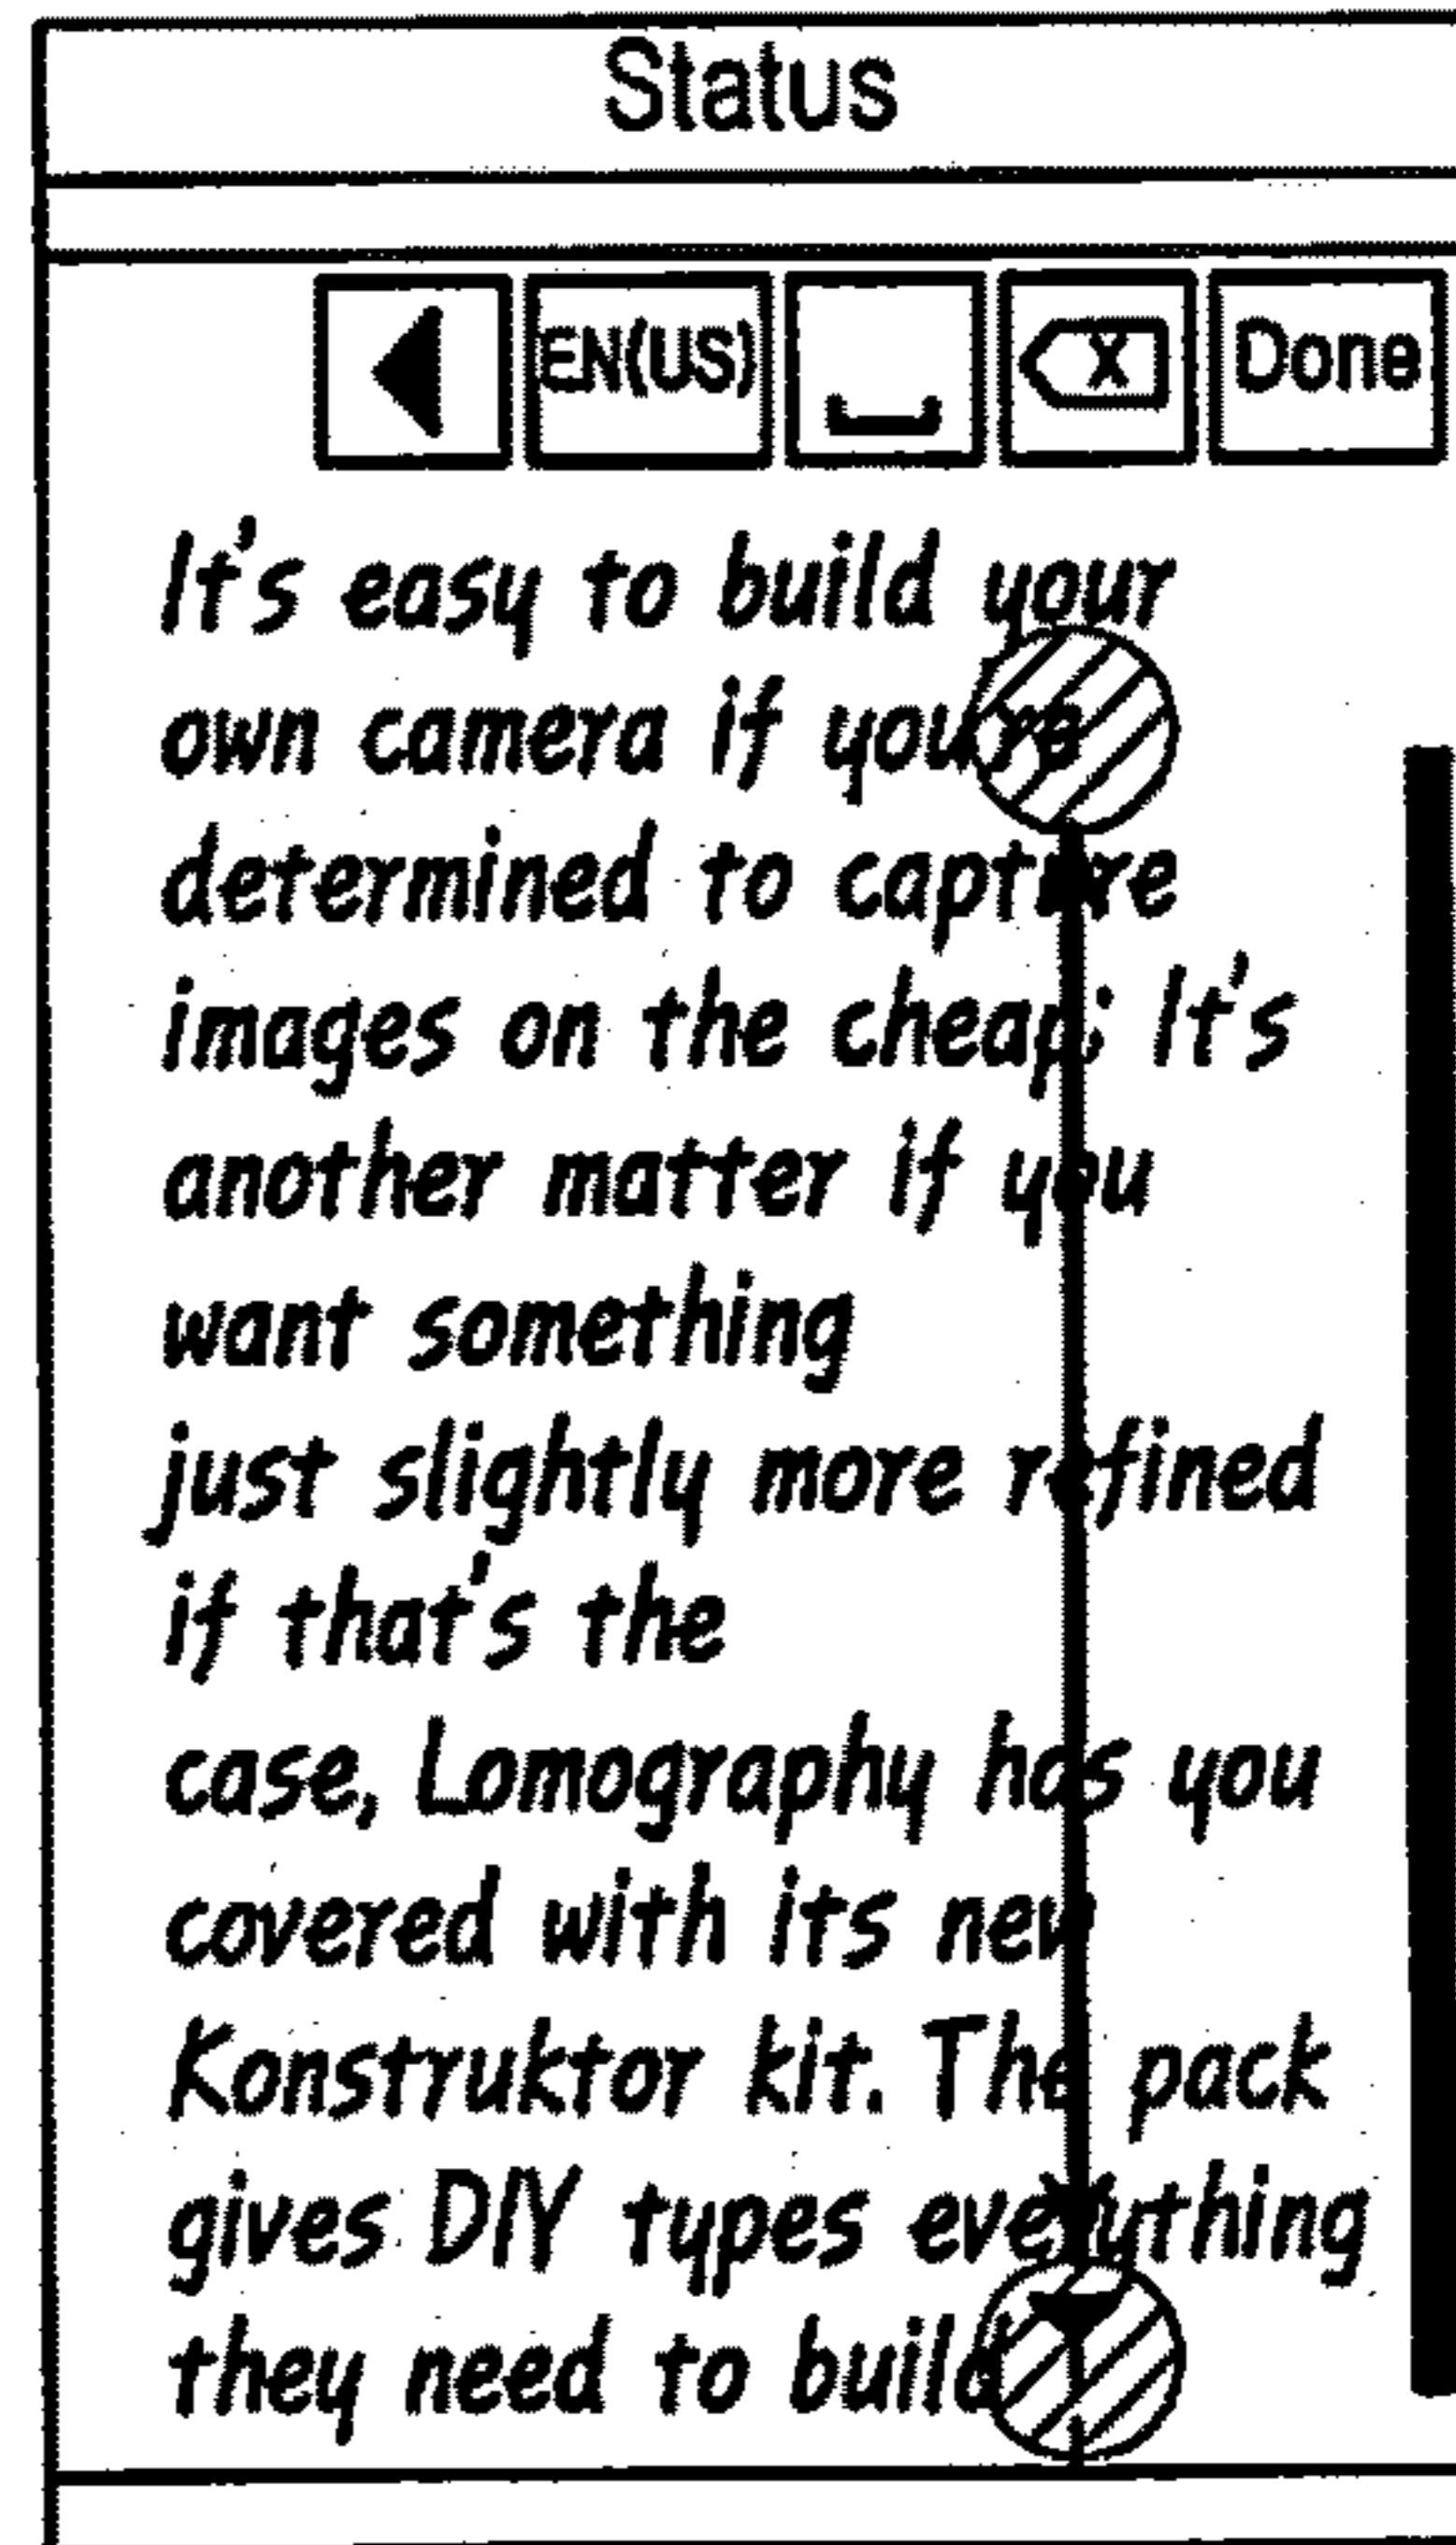 Status
EN(US) X Done
It's easy to build your
own camera if you're
determined to capture
images on the cheap; It's
another matter if you
want something
just slightly more refined
if that's the
case, Lomography has you
covered with its new
Konstruktor kit. The pack
gives DIY types everything
they need to build